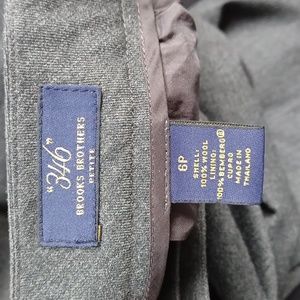 "346"
BROOKS BROTHERS
PETITE
6P
SHELL:
100% WOOL
LINING:
100% BEMBERG®
CUPRO
MADE IN
THAILAND